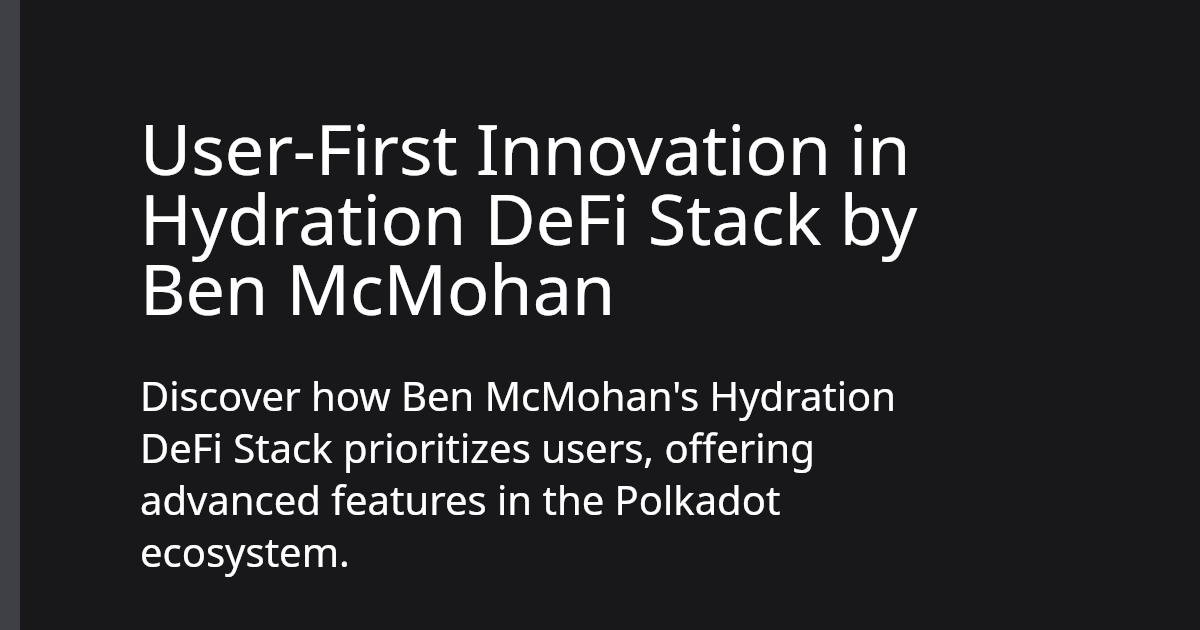 User-First Innovation in
Hydration DeFi Stack by
Ben McMohan
Discover how Ben McMohan's Hydration
DeFi Stack prioritizes users, offering
advanced features in the Polkadot
ecosystem.